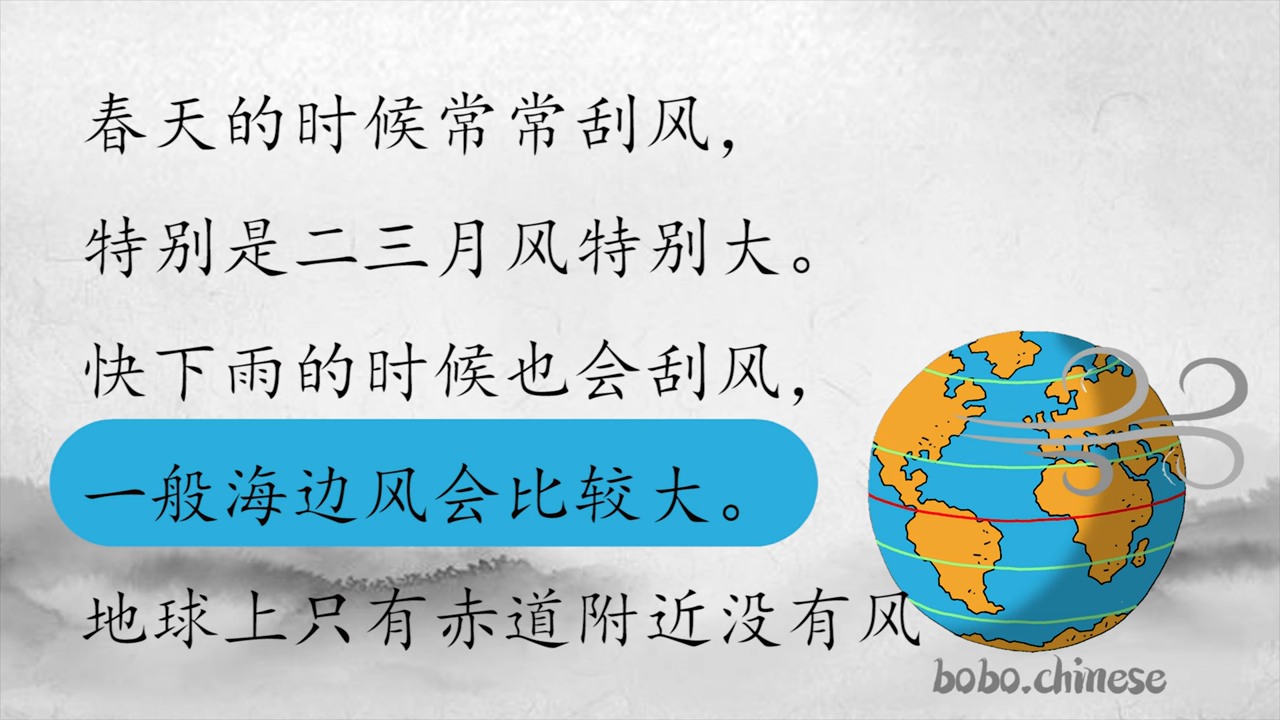 春天的时候常常刮风，
特别是二三月风特别大。
快下雨的时候也会刮风，
一般海边风会比较大。
地球上只有赤道附近没有风
bobo.chinese